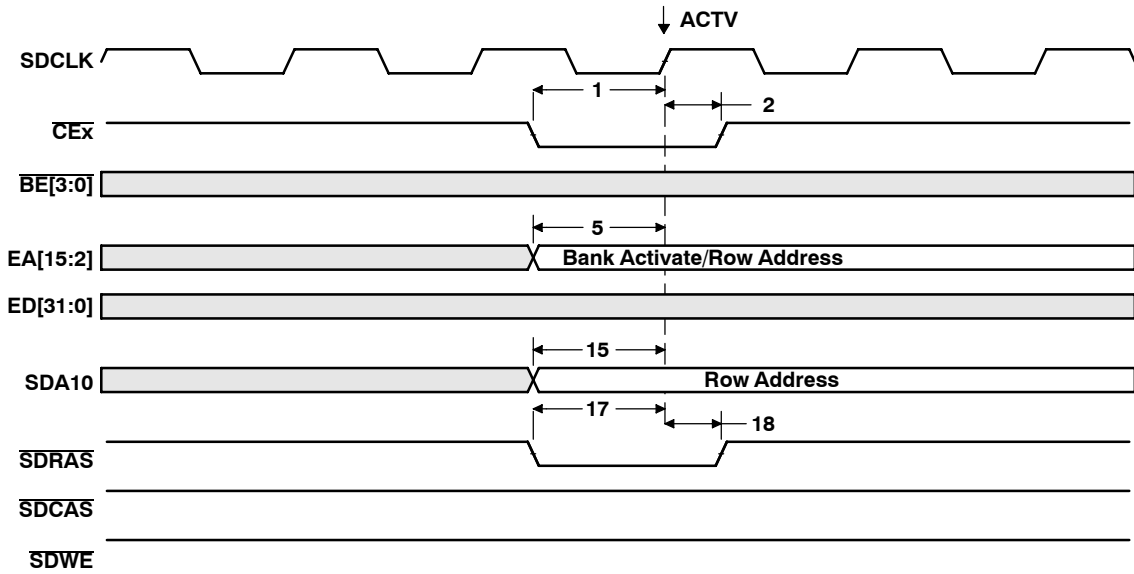 ACTV
SDCLK
1
2
CEx
BE[3:0]
5
EA[15:2]
Bank Activate/Row Address
ED[31:0]
15
SDA10
Row Address
17
18
SDRAS
SDCAS
SDWE